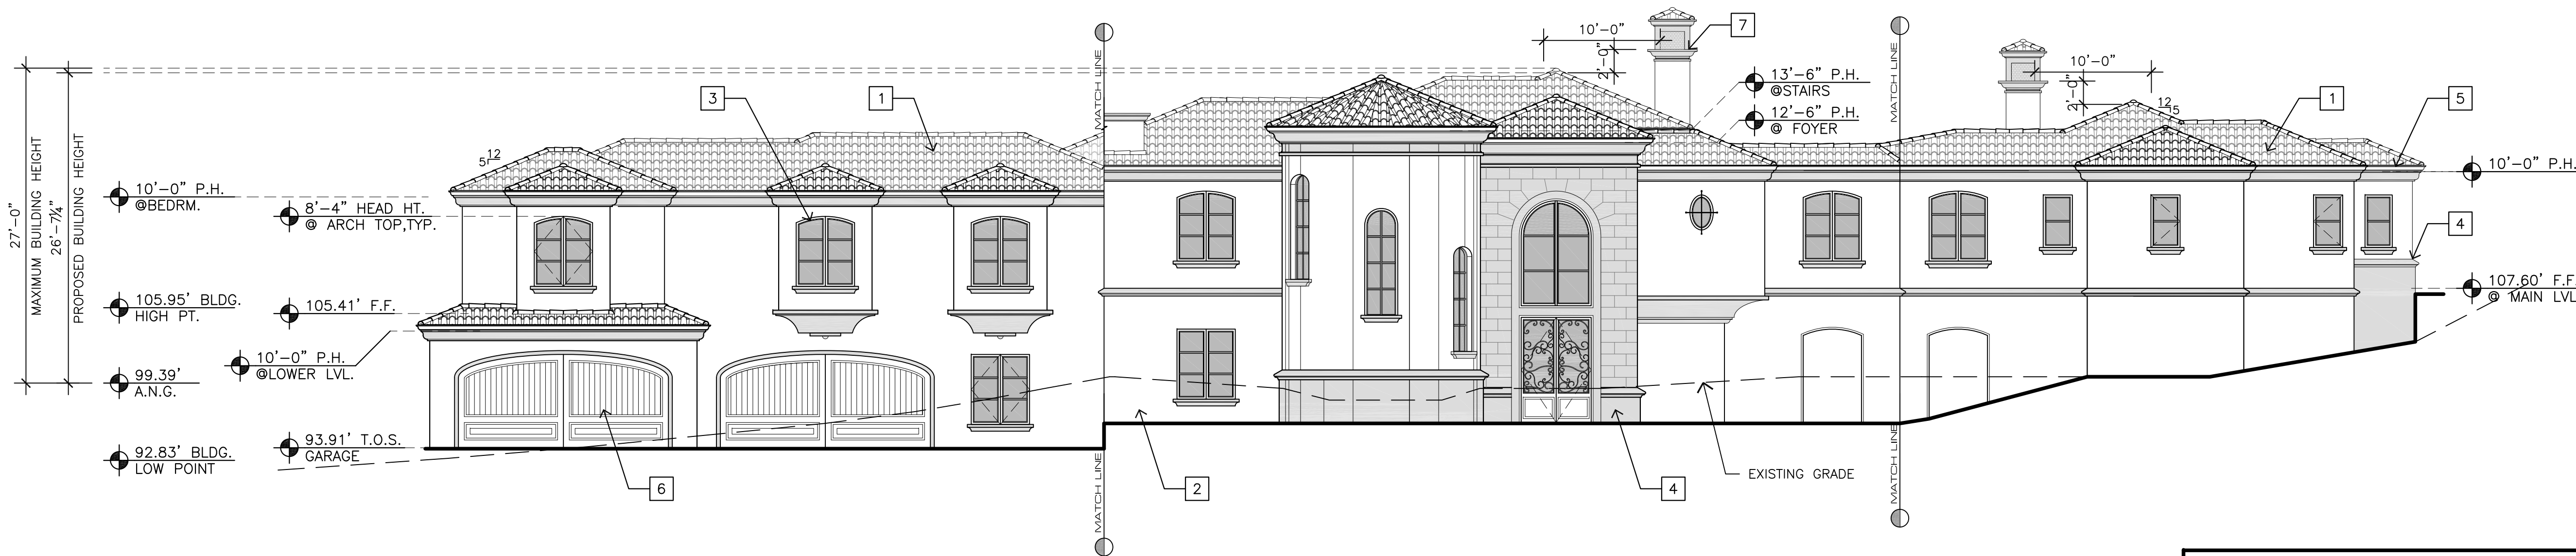 27'-0"
MAXIMUM BUILDING HEIGHT
26'-7¼"
PROPOSED BUILDING HEIGHT
10'-0" P.H.
@BEDRM.
105.95' BLDG.
HIGH PT.
99.39'
A.N.G.
92.83' BLDG.
LOW POINT
8'-4" HEAD HT.
@ ARCH TOP,TYP.
105.41' F.F.
10'-0" P.H.
@LOWER LVL.
93.91' T.O.S.
GARAGE
12
5
3
1
6
MATCH LINE
MATCH LINE
2
10'-0"
2'-0"
7
13'-6" P.H.
@STAIRS
12'-6" P.H.
@ FOYER
4
EXISTING GRADE
MATCH LINE
MATCH LINE
10'-0"
2'-0"
12
5
1
5
4
10'-0" P.H.
107.60' F.F.
@ MAIN LVL